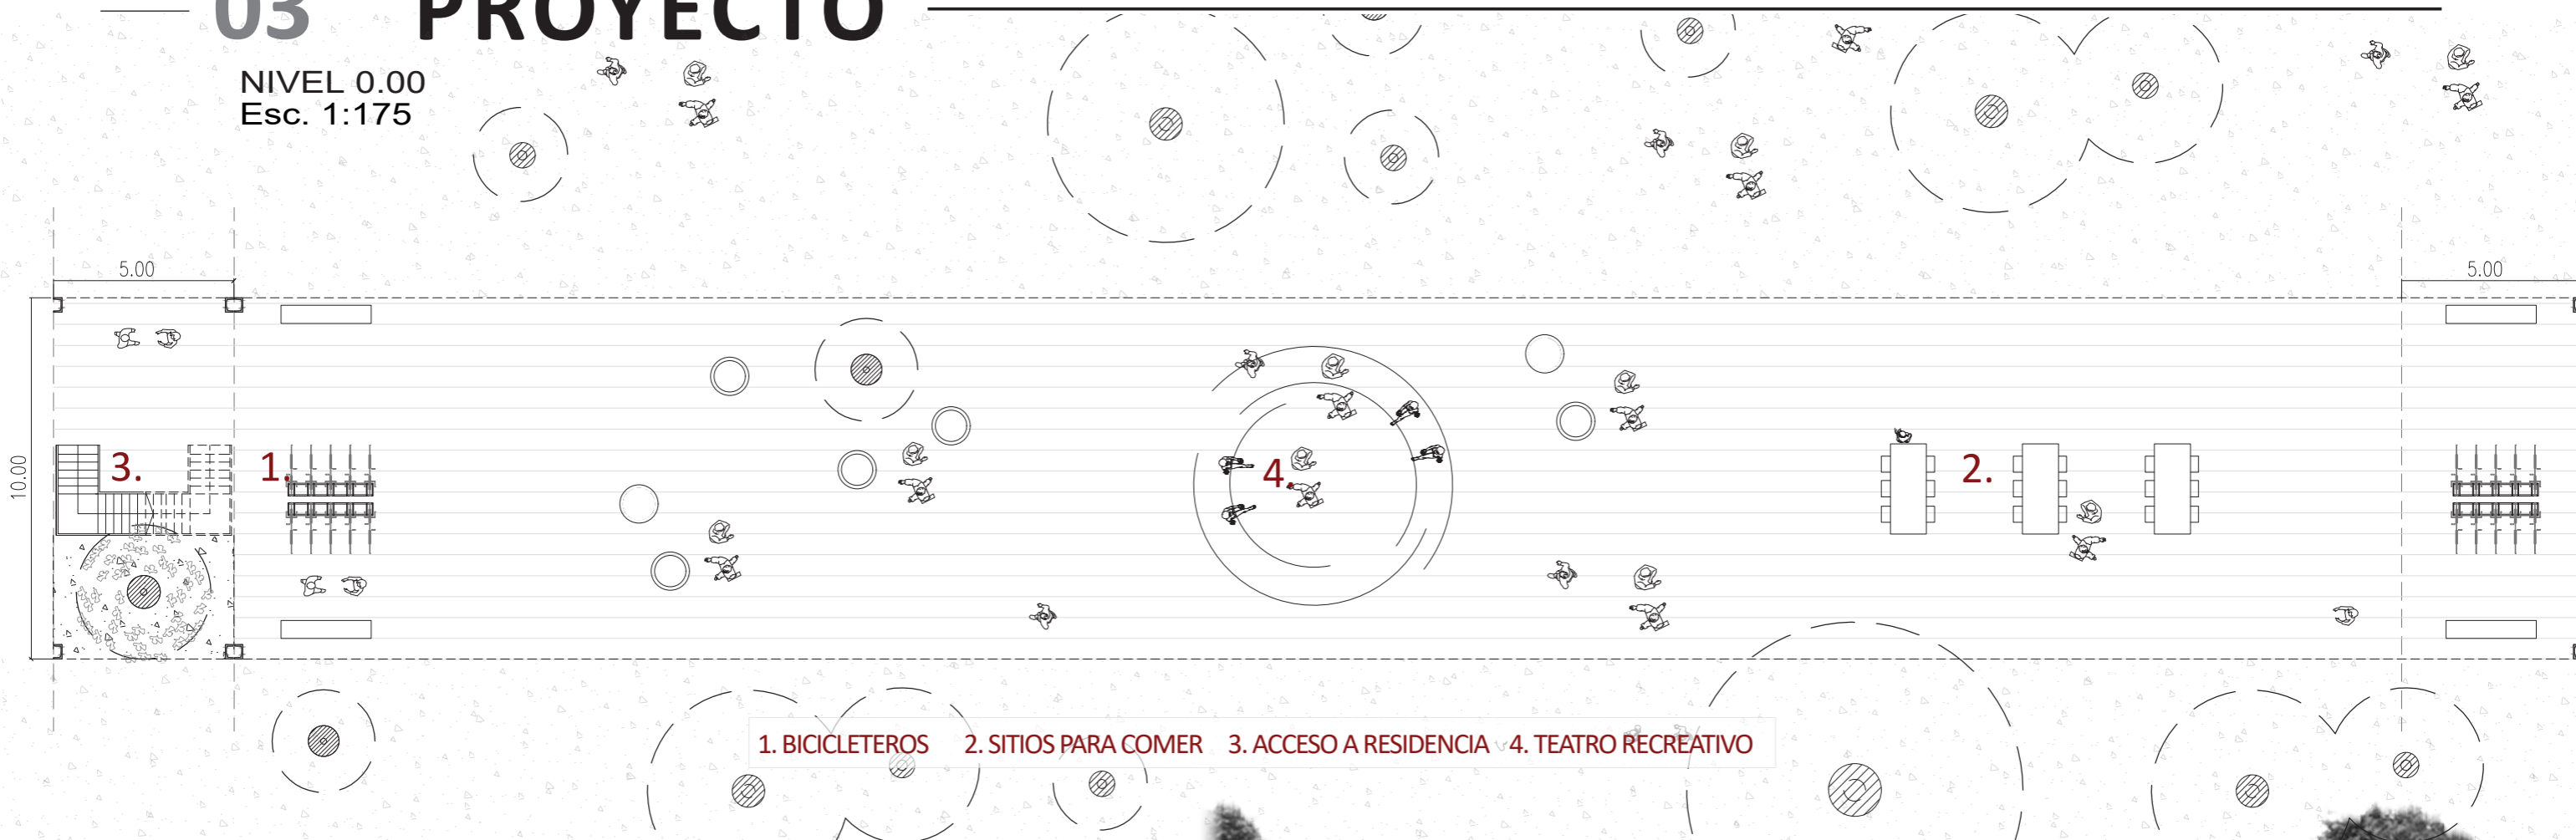 03 PROYECTO
NIVEL 0.00
Esc. 1:175
5.00
5.00
10.00
3.
1.
4.
2.
1. BICICLETEROS 2. SITIOS PARA COMER 3. ACCESO A RESIDENCIA 4. TEATRO RECREATIVO